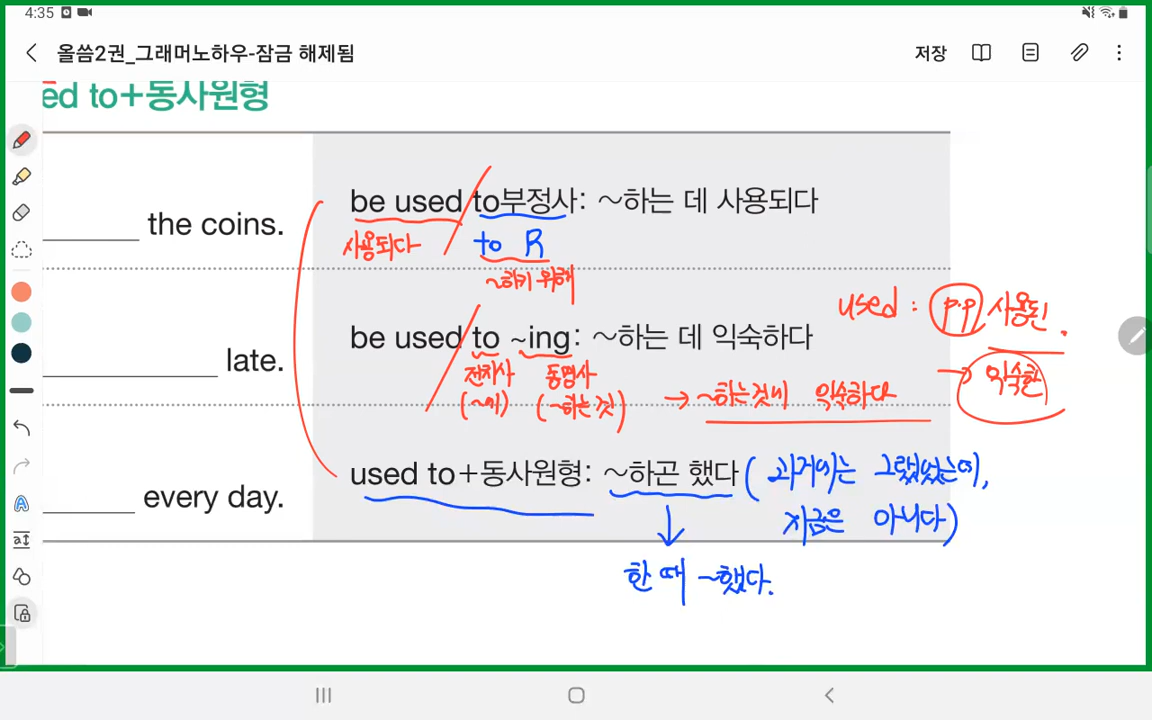 4:35
올씀2권_그래머노하우-잠금 해제됨
저장
ed to+동사원형
the coins.
be used to부정사: ~하는 데 사용되다
사용되다
to R
~하기 위해
late.
be used to ~ing: ~하는 데 익숙하다
전치사 동명사
(~에) (~하는 것) → ~하는것에 익숙하다
used : p.p 사용된.
→ 익숙한
every day.
used to+동사원형: ~하곤 했다 (과거에는 그랬었는데,
지금은 아니다)
한 때 ~했다.